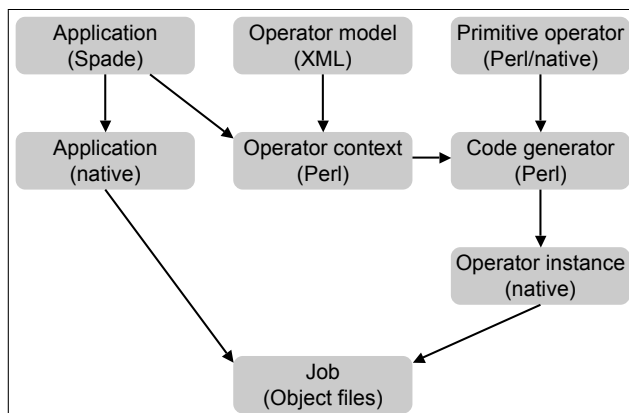 Application
(Spade)
Operator model
(XML)
Primitive operator
(Perl/native)
Application
(native)
Operator context
(Perl)
Code generator
(Perl)
Operator instance
(native)
Job
(Object files)